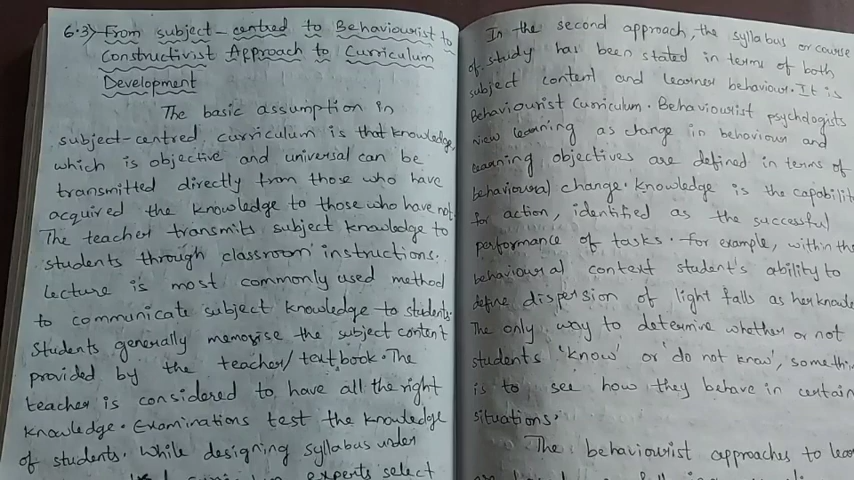 6.3) From subject-centred to Behaviourist to
Constructivist Approach to Curriculum
Development
The basic assumption in
subject-centred curriculum is that knowledge,
which is objective and universal can be
transmitted directly from those who have
acquired the knowledge to those who have not.
The teacher transmits subject knowledge to
students through classroom instructions.
Lecture is most commonly used method
to communicate subject knowledge to students.
Students generally memorise the subject content
provided by the teacher/textbook. The
teacher is considered to have all the right
knowledge. Examinations test the knowledge
of students. While designing syllabus under
experts select
In the second approach, the syllabus or course
of study has been stated in terms of both
subject content and learner behaviour. It is
Behaviourist curriculum. Behaviourist psychologists
view learning as change in behaviour and
learning objectives are defined in terms of
behavioural change. Knowledge is the capabilit
for action, identified as the successful
performance of tasks. For example, within the
behavioural context student's ability to
define dispersion of light falls as her knowle
The only way to determine whether or not
students 'know' or 'do not know', somethin
is to see how they behave in certain
situations.
The behaviourist approaches to lear